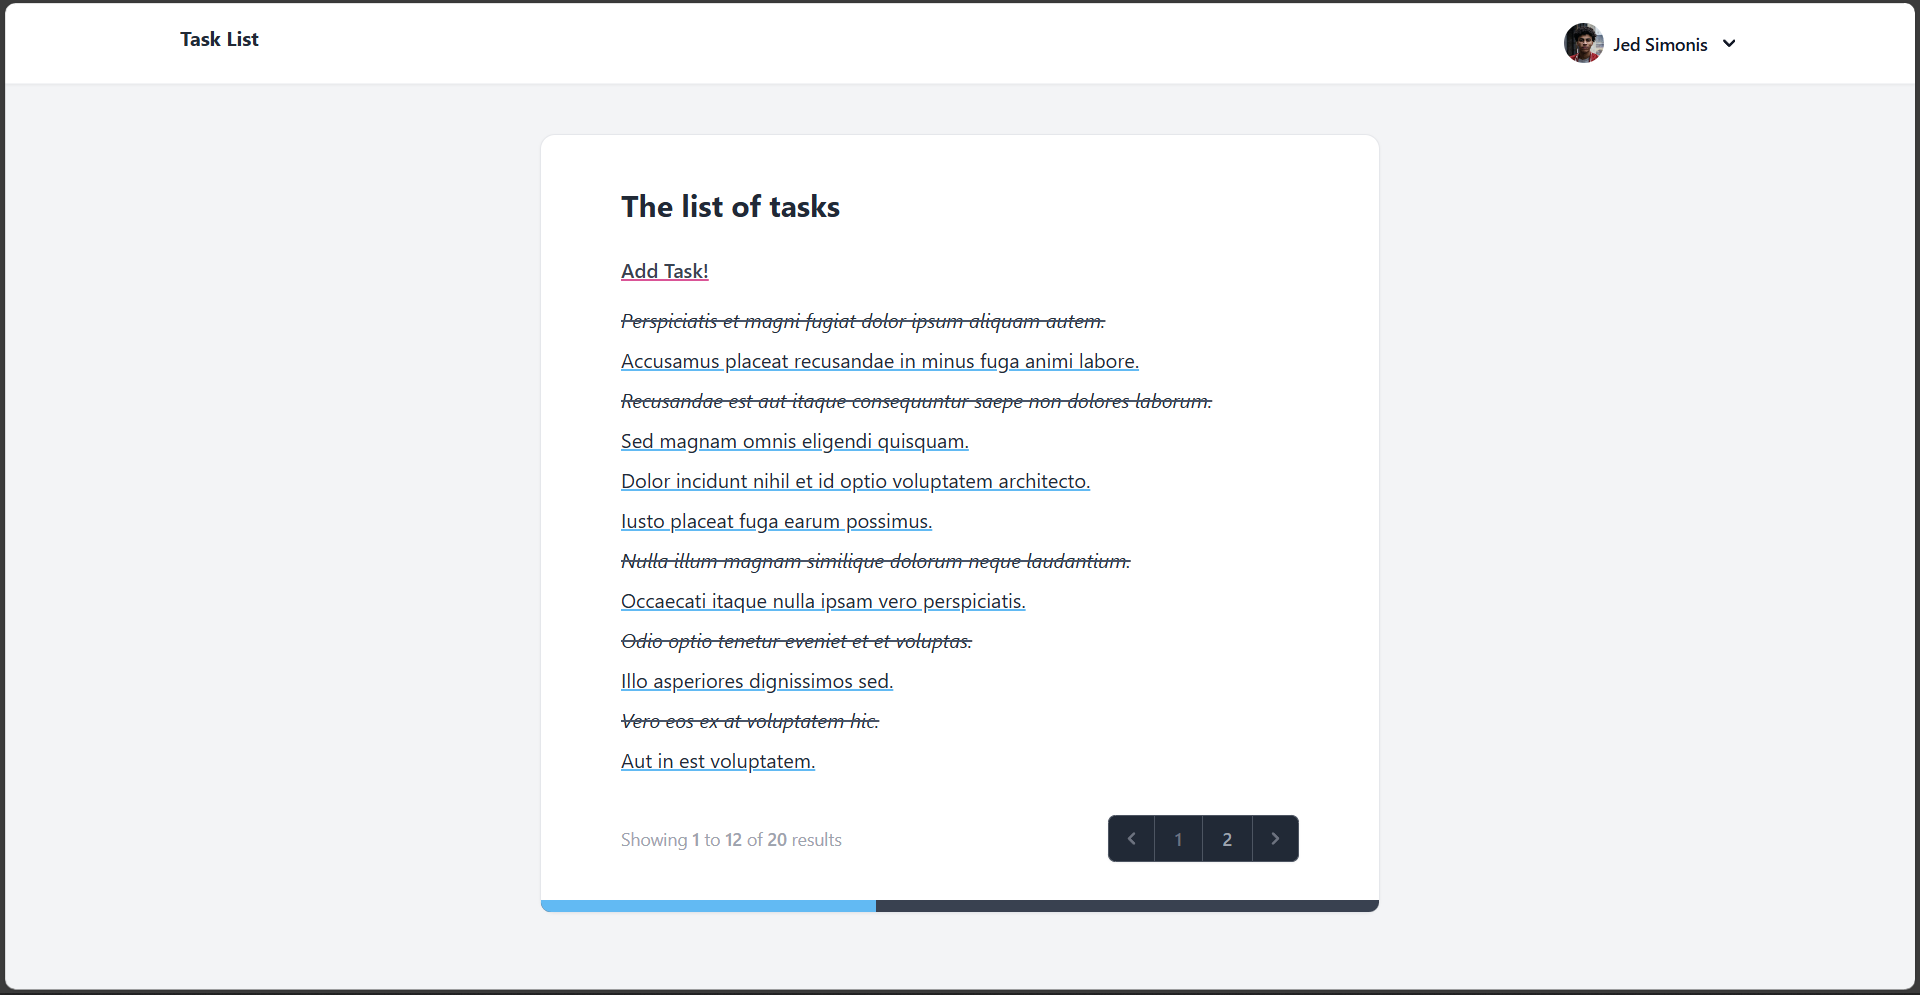 Task List
Jed Simonis
The list of tasks
Add Task!
Perspiciatis et magni fugiat dolor ipsum aliquam autem.
Accusamus placeat recusandae in minus fuga animi labore.
Recusandae est aut itaque consequuntur saepe non dolores laborum.
Sed magnam omnis eligendi quisquam.
Dolor incidunt nihil et id optio voluptatem architecto.
Iusto placeat fuga earum possimus.
Nulla illum magnam similique dolorum neque laudantium.
Occaecati itaque nulla ipsam vero perspiciatis.
Odio optio tenetur eveniet et et voluptas.
Illo asperiores dignissimos sed.
Vero eos ex at voluptatem hic.
Aut in est voluptatem.
Showing 1 to 12 of 20 results
1 2